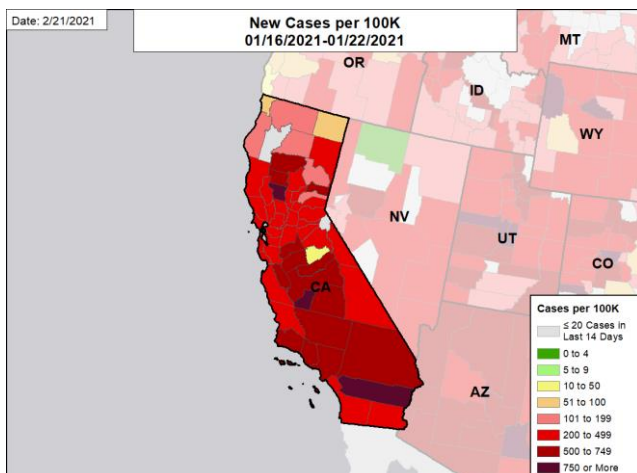 Date: 2/21/2021
New Cases per 100K
01/16/2021-01/22/2021
MT
OR
ID
WY
NV
UT
CO
CA
AZ
Cases per 100K
≤ 20 Cases in
Last 14 Days
0 to 4
5 to 9
10 to 50
51 to 100
101 to 199
200 to 499
500 to 749
750 or More